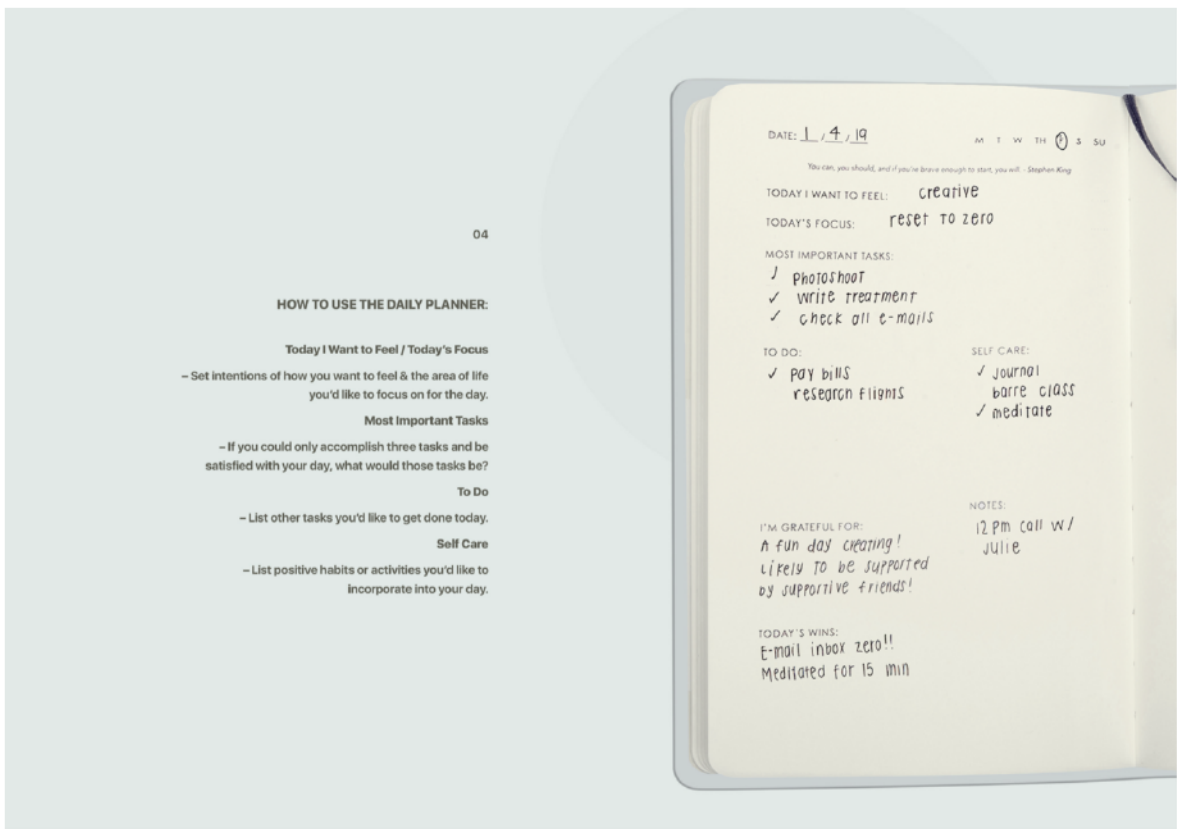 04
HOW TO USE THE DAILY PLANNER:
Today I Want to Feel / Today's Focus
– Set intentions of how you want to feel & the area of life
you'd like to focus on for the day.
Most Important Tasks
– If you could only accomplish three tasks and be
satisfied with your day, what would those tasks be?
To Do
– List other tasks you'd like to get done today.
Self Care
– List positive habits or activities you'd like to
incorporate into your day.
DATE: 1 / 4 / 19
M T W TH F S SU
You can, you should, and if you're brave enough to start, you will. - Stephen King
TODAY I WANT TO FEEL: creative
TODAY'S FOCUS: reset to zero
MOST IMPORTANT TASKS:
✓ Photoshoot
✓ write treatment
✓ check all e-mails
TO DO:
✓ pay bills
research flights
SELF CARE:
✓ journal
barre class
✓ meditate
NOTES:
12pm call w/
Julie
I'M GRATEFUL FOR:
A fun day creating!
Likely to be supported
by supportive friends!
TODAY'S WINS:
E-mail inbox zero!!
Meditated for 15 min